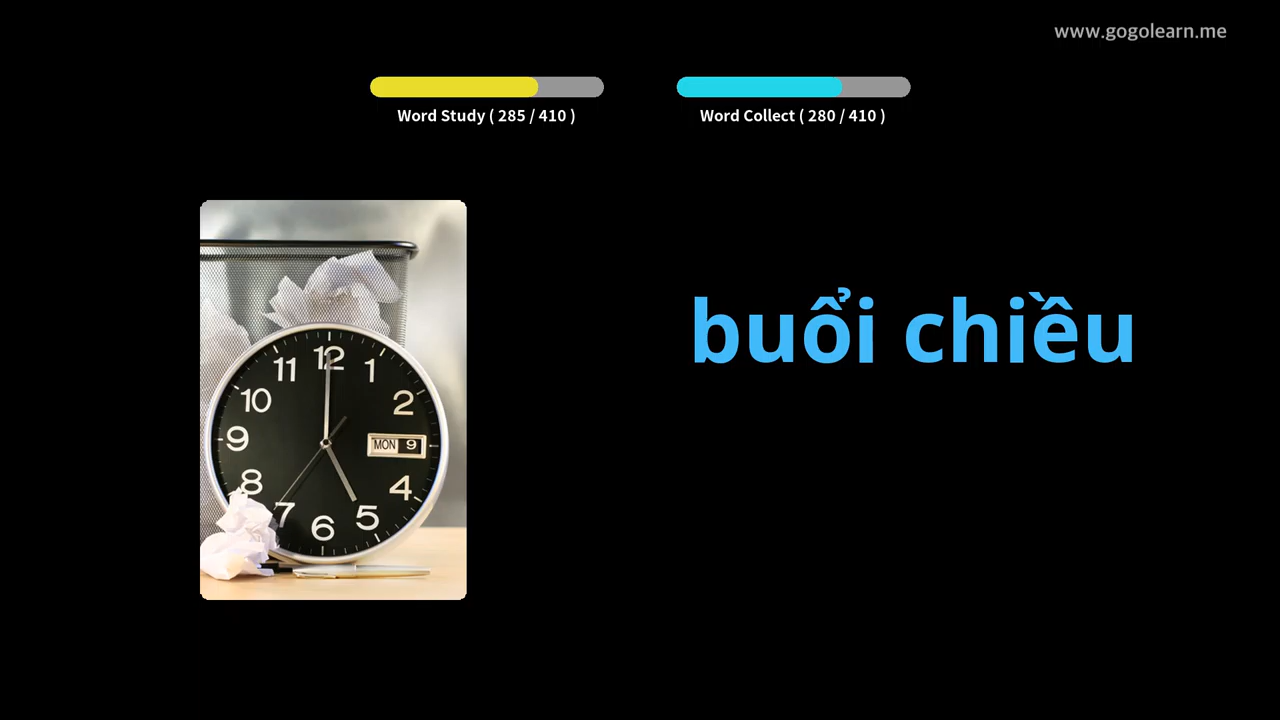 www.gogolearn.me
Word Study ( 285 / 410 )
Word Collect ( 280 / 410 )
buổi chiều
12
11
1
10
2
9
MON 9
8
4
7
5
6